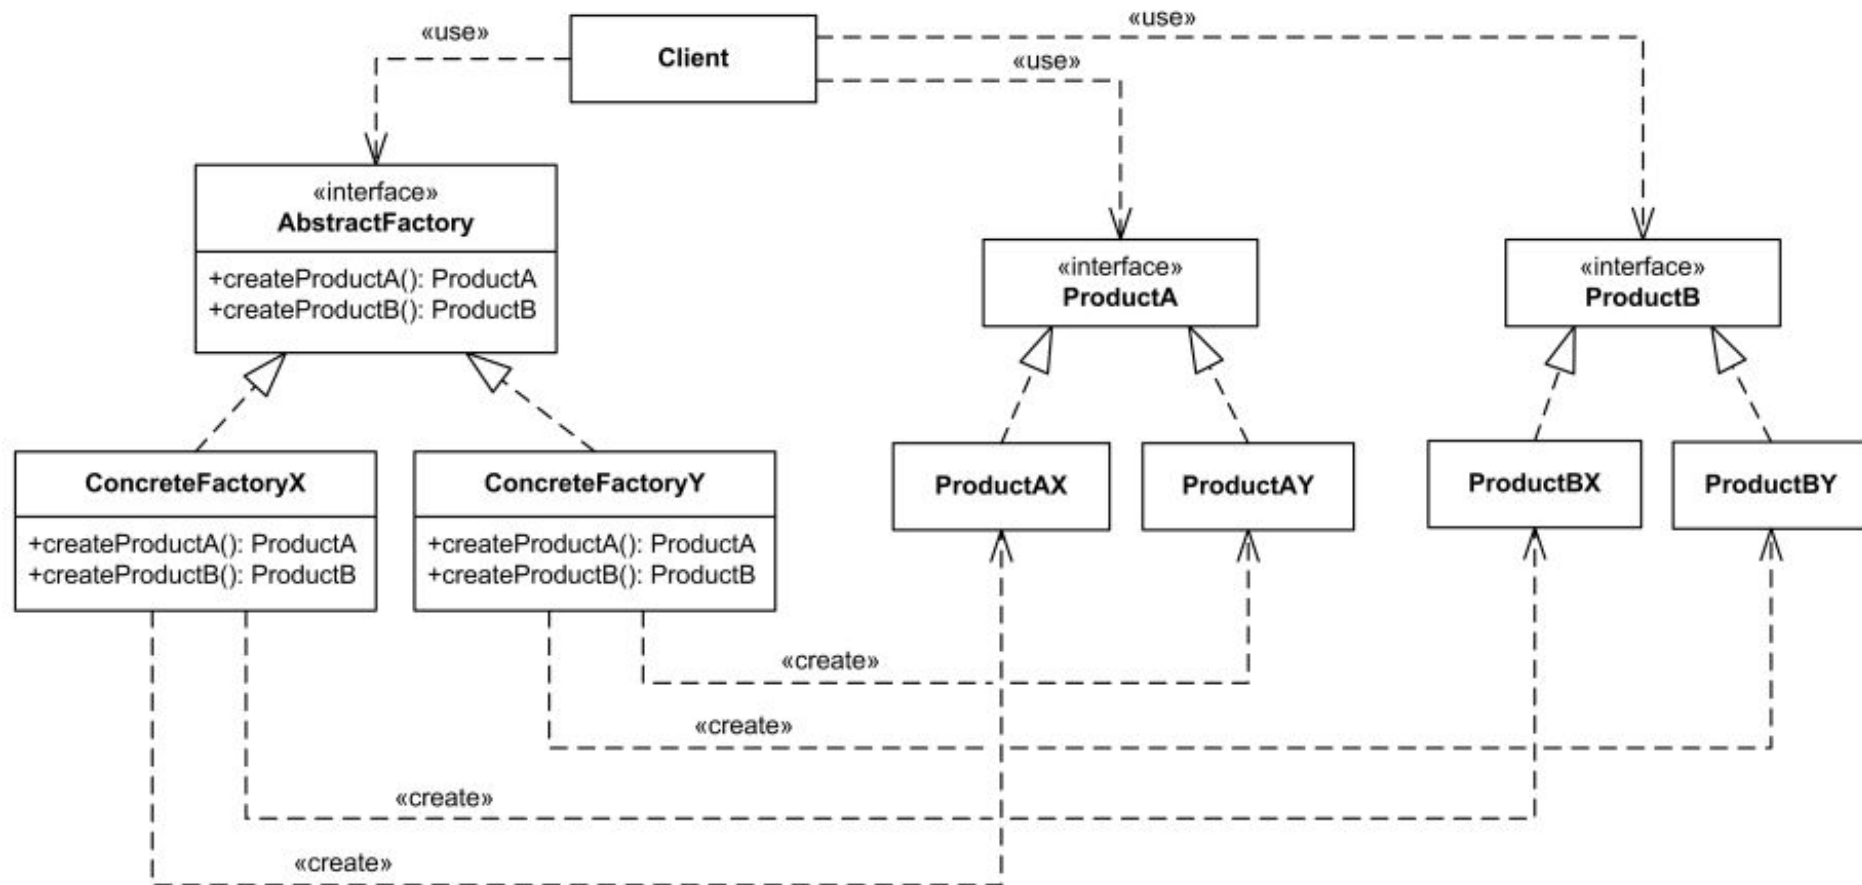 «use»
Client
«use»
«use»
«interface»
AbstractFactory
+createProductA(): ProductA
+createProductB(): ProductB
«interface»
ProductA
«interface»
ProductB
ConcreteFactoryX
+createProductA(): ProductA
+createProductB(): ProductB
ConcreteFactoryY
+createProductA(): ProductA
+createProductB(): ProductB
ProductAX
ProductAY
ProductBX
ProductBY
«create»
«create»
«create»
«create»